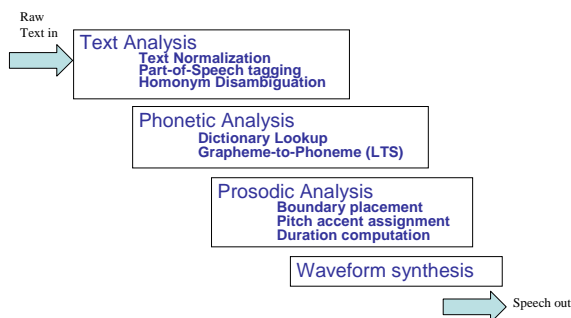 Raw
Text in
Text Analysis
Text Normalization
Part-of-Speech tagging
Homonym Disambiguation
Phonetic Analysis
Dictionary Lookup
Grapheme-to-Phoneme (LTS)
Prosodic Analysis
Boundary placement
Pitch accent assignment
Duration computation
Waveform synthesis
Speech out